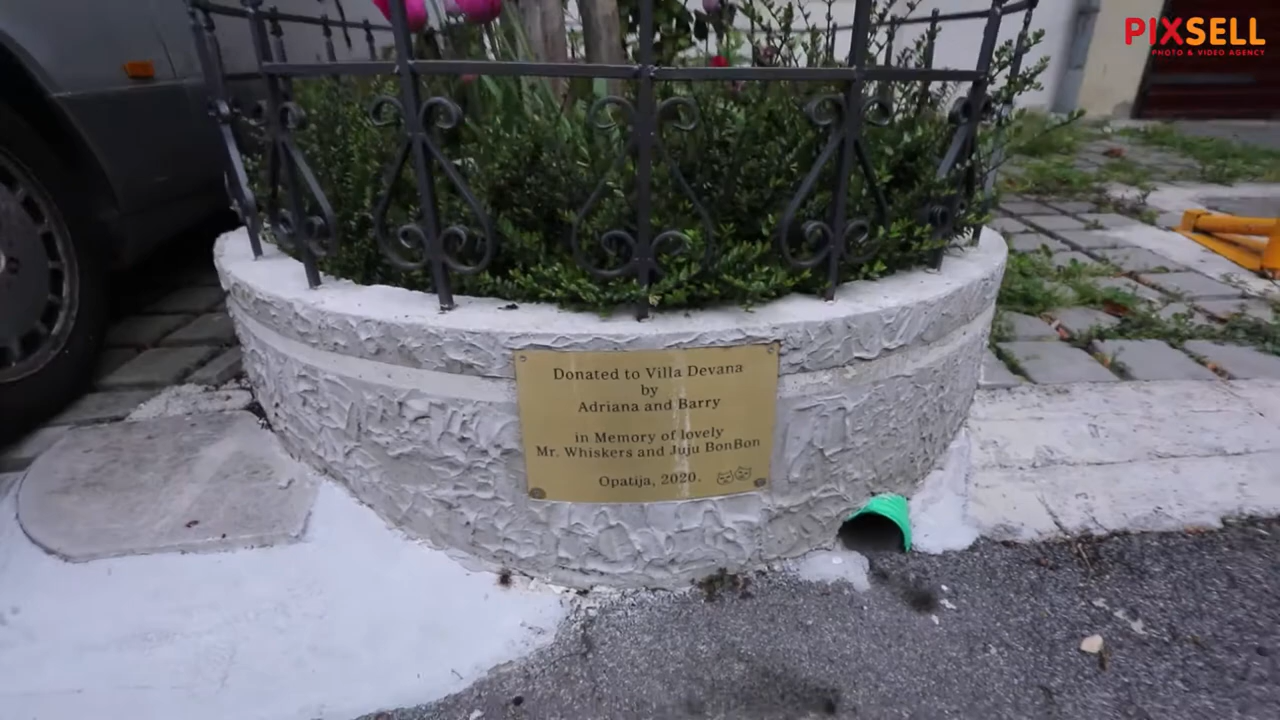 PIXSELL
PHOTO & VIDEO AGENCY
Donated to Villa Devana
by
Adriana and Barry
in Memory of lovely
Mr. Whiskers and Juju BonBon
Opatija, 2020.